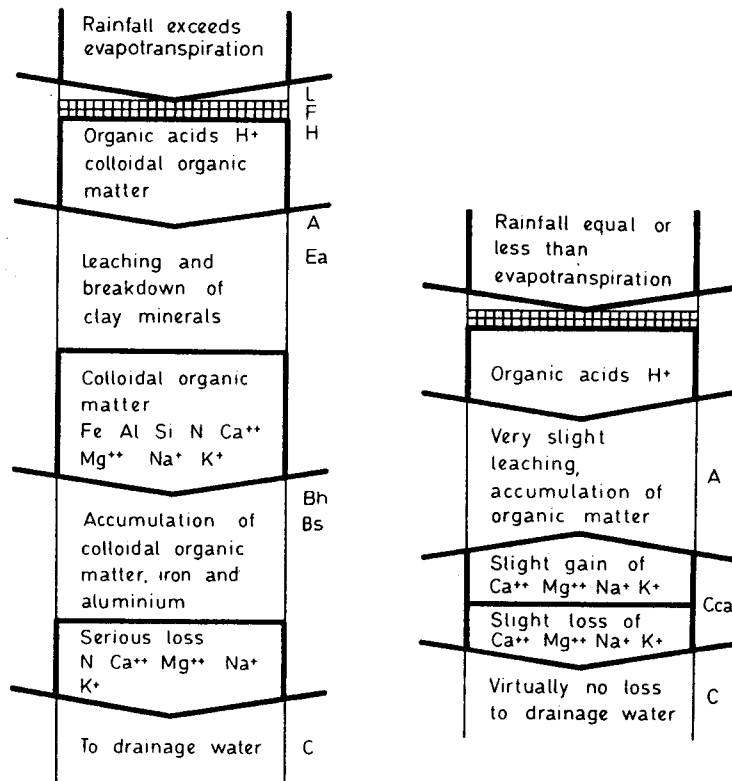 Rainfall exceeds
evapotranspiration
L
F
Organic acids H+
H
colloidal organic
matter
A
Ea
leaching and
breakdown of
clay minerals
Colloidal organic
matter
Fe Al Si N Ca++
Mg++ Na+ K+
Bh
Accumulation of
Bs
colloidal organic
matter, iron and
aluminium
Serious loss
N Ca++ Mg++ Na+
K+
To drainage water
C
Rainfall equal or
less than
evapotranspiration
Organic acids H+
Very slight
leaching,
A
accumulation of
organic matter
Slight gain of
Ca++ Mg++ Na+ K+
Cca
Slight loss of
Ca++ Mg++ Na+ K+
Virtually no loss
to drainage water
C